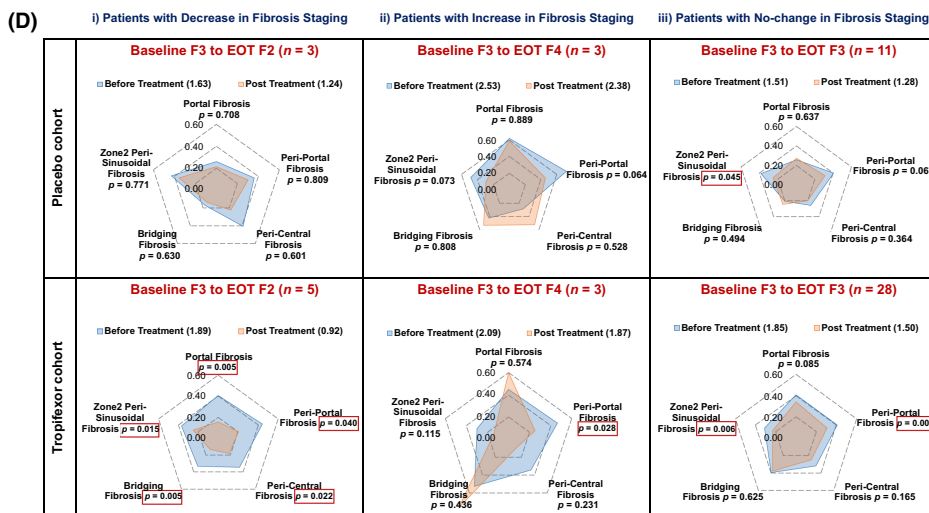 (D)
i) Patients with Decrease in Fibrosis Staging
ii) Patients with Increase in Fibrosis Staging
iii) Patients with No-change in Fibrosis Staging
Placebo cohort
Baseline F3 to EOT F2 (n = 3)
Before Treatment (1.63)
Post Treatment (1.24)
Portal Fibrosis
p = 0.708
0.60
0.40
0.20
0.00
Zone2 Peri-
Sinusoidal
Fibrosis
p = 0.771
Peri-Portal
Fibrosis
p = 0.809
Bridging
Fibrosis
p = 0.630
Peri-Central
Fibrosis
p = 0.601
Baseline F3 to EOT F4 (n = 3)
Before Treatment (2.53)
Post Treatment (2.38)
Portal Fibrosis
p = 0.889
0.60
0.40
0.20
0.00
Zone2 Peri-
Sinusoidal
Fibrosis p = 0.073
Peri-Portal
Fibrosis
p = 0.064
Bridging Fibrosis
p = 0.808
Peri-Central
Fibrosis p = 0.528
Baseline F3 to EOT F3 (n = 11)
Before Treatment (1.51)
Post Treatment (1.28)
Portal Fibrosis
p = 0.637
0.60
0.40
0.20
0.00
Zone2 Peri-
Sinusoidal
Fibrosis p = 0.045
Peri-Portal
Fibrosis
p = 0.06
Bridging Fibrosis
p = 0.494
Peri-Central
Fibrosis p = 0.364
Tropifexor cohort
Baseline F3 to EOT F2 (n = 5)
Before Treatment (1.89)
Post Treatment (0.92)
Portal Fibrosis
p = 0.005
0.60
0.40
0.20
0.00
Zone2 Peri-
Sinusoidal
Fibrosis p = 0.015
Peri-Portal
Fibrosis
p = 0.040
Bridging
Fibrosis p = 0.005
Peri-Central
Fibrosis p = 0.022
Baseline F3 to EOT F4 (n = 3)
Before Treatment (2.09)
Post Treatment (1.87)
Portal Fibrosis
p = 0.574
0.60
0.40
0.20
0.00
Zone2 Peri-
Sinusoidal
Fibrosis
p = 0.115
Peri-Portal
Fibrosis
p = 0.028
Bridging
Fibrosis
p = 0.436
Peri-Central
Fibrosis
p = 0.231
Baseline F3 to EOT F3 (n = 28)
Before Treatment (1.85)
Post Treatment (1.50)
Portal Fibrosis
p = 0.085
0.60
0.40
0.20
0.00
Zone2 Peri-
Sinusoidal
Fibrosis p = 0.006
Peri-Portal
Fibrosis
p = 0.00
Bridging
Fibrosis p = 0.625
Peri-Central
Fibrosis p = 0.165